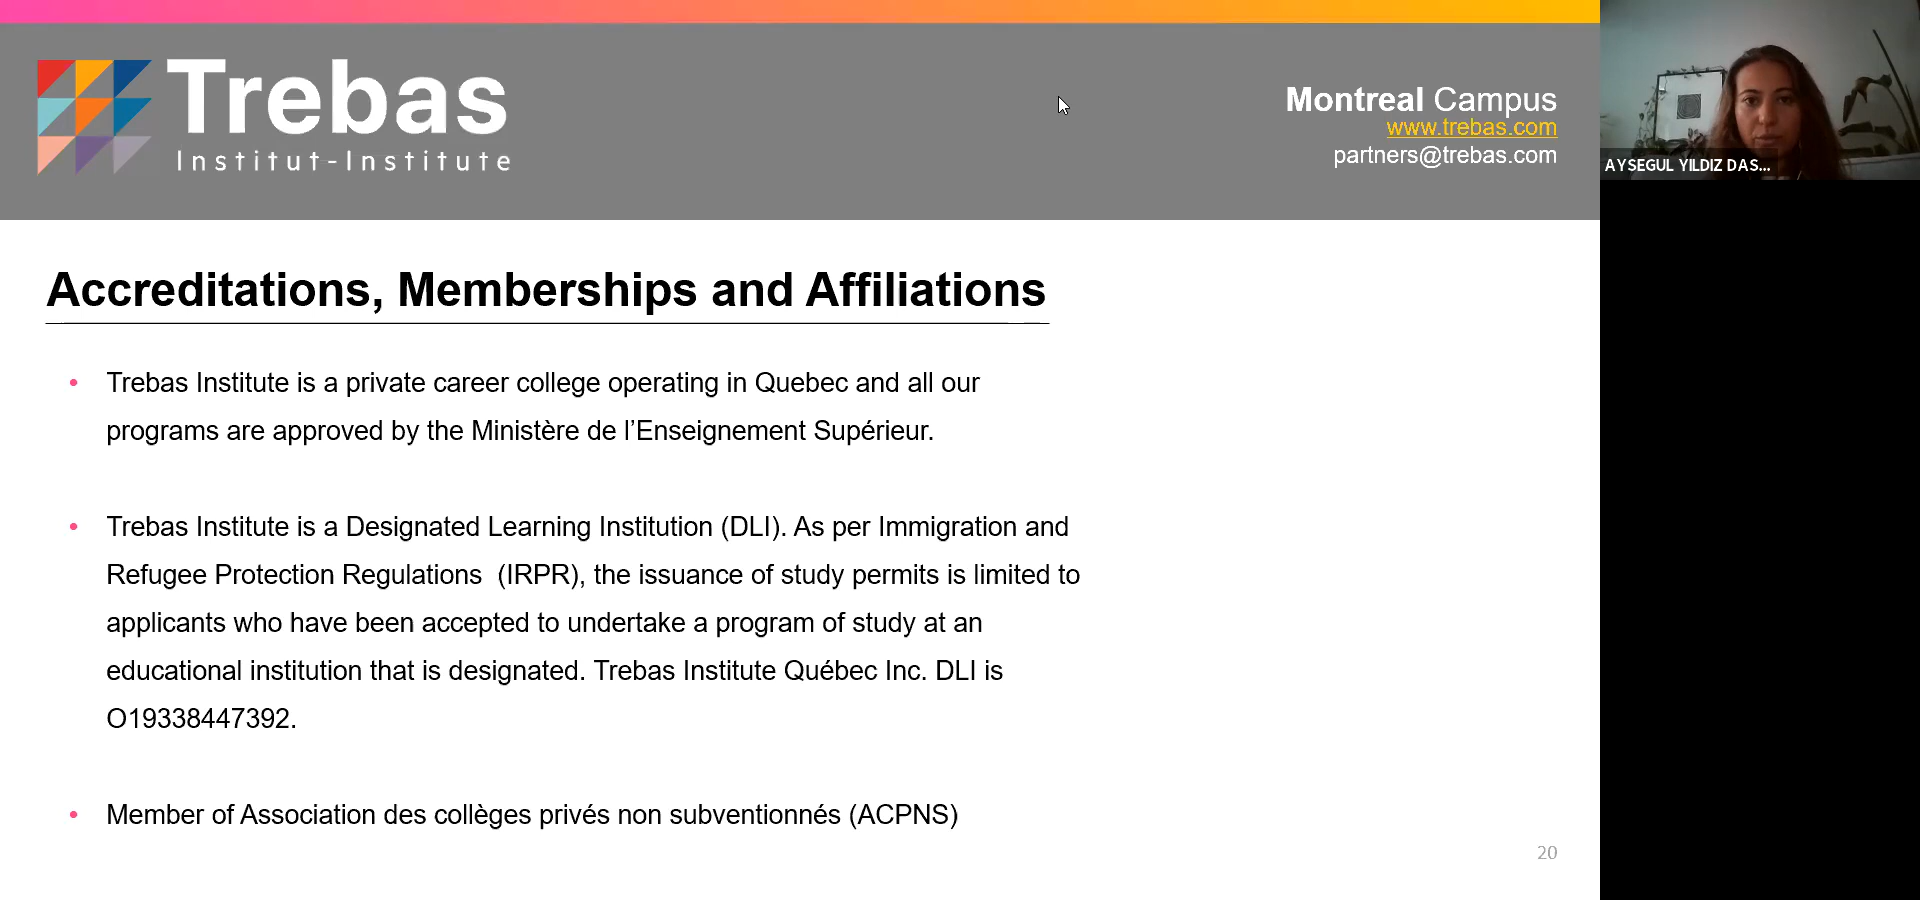 Trebas
Institut-Institute
Montreal Campus
www.trebas.com
partners@trebas.com
AYSEGUL YILDIZ DAS...
Accreditations, Memberships and Affiliations
• Trebas Institute is a private career college operating in Quebec and all our
programs are approved by the Ministère de l’Enseignement Supérieur.
• Trebas Institute is a Designated Learning Institution (DLI). As per Immigration and
Refugee Protection Regulations  (IRPR), the issuance of study permits is limited to
applicants who have been accepted to undertake a program of study at an
educational institution that is designated. Trebas Institute Québec Inc. DLI is
O19338447392.
• Member of Association des collèges privés non subventionnés (ACPNS)
20